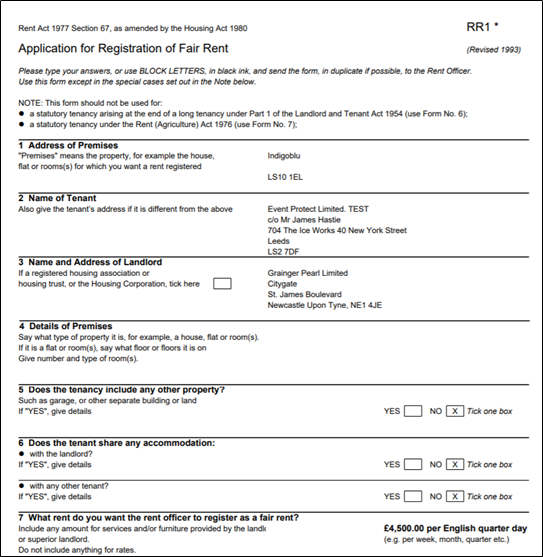 Rent Act 1977 Section 67, as amended by the Housing Act 1980
RR1 *
Application for Registration of Fair Rent
(Revised 1993)
Please type your answers, or use BLOCK LETTERS, in black ink, and send the form, in duplicate if possible, to the Rent Officer.
Use this form except in the special cases set out in the Note below.
NOTE: This form should not be used for:
● a statutory tenancy arising at the end of a long tenancy under Part 1 of the Landlord and Tenant Act 1954 (use Form No. 6);
● a statutory tenancy under the Rent (Agriculture) Act 1976 (use Form No. 7);
1 Address of Premises
"Premises" means the property, for example the house,
flat or rooms(s) for which you want a rent registered
Indigoblu
LS10 1EL
2 Name of Tenant
Also give the tenant's address if it is different from the above
Event Protect Limited. TEST
c/o Mr James Hastie
704 The Ice Works 40 New York Street
Leeds
LS2 7DF
3 Name and Address of Landlord
If a registered housing association or
housing trust, or the Housing Corporation, tick here
Grainger Pearl Limited
Citygate
St. James Boulevard
Newcastle Upon Tyne, NE1 4JE
4 Details of Premises
Say what type of property it is, for example, a house, flat or room(s).
If it is a flat or room(s), say what floor or floors it is on
Give number and type of room(s).
5 Does the tenancy include any other property?
Such as garage, or other separate building or land
If "YES", give details
YES NO X Tick one box
6 Does the tenant share any accommodation:
● with the landlord?
If "YES", give details
YES NO X Tick one box
● with any other tenant?
If "YES", give details
YES NO X Tick one box
7 What rent do you want the rent officer to register as a fair rent?
Include any amount for services and/or furniture provided by the landl
or superior landlord.
Do not include anything for rates.
£4,500.00 per English quarter day
(e.g. per week, month, quarter etc.)